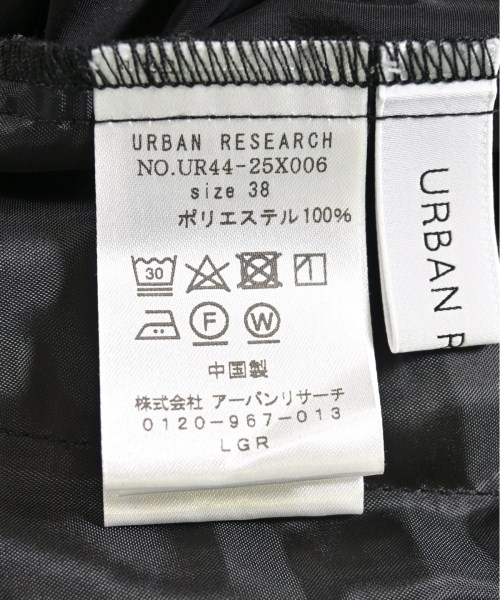 URBAN RESEARCH
NO.UR44-25X006
size 38
ポリエステル100%
30
F
W
中国製
株式会社 アーバンリサーチ
0120-967-013
LGR
URBAN R